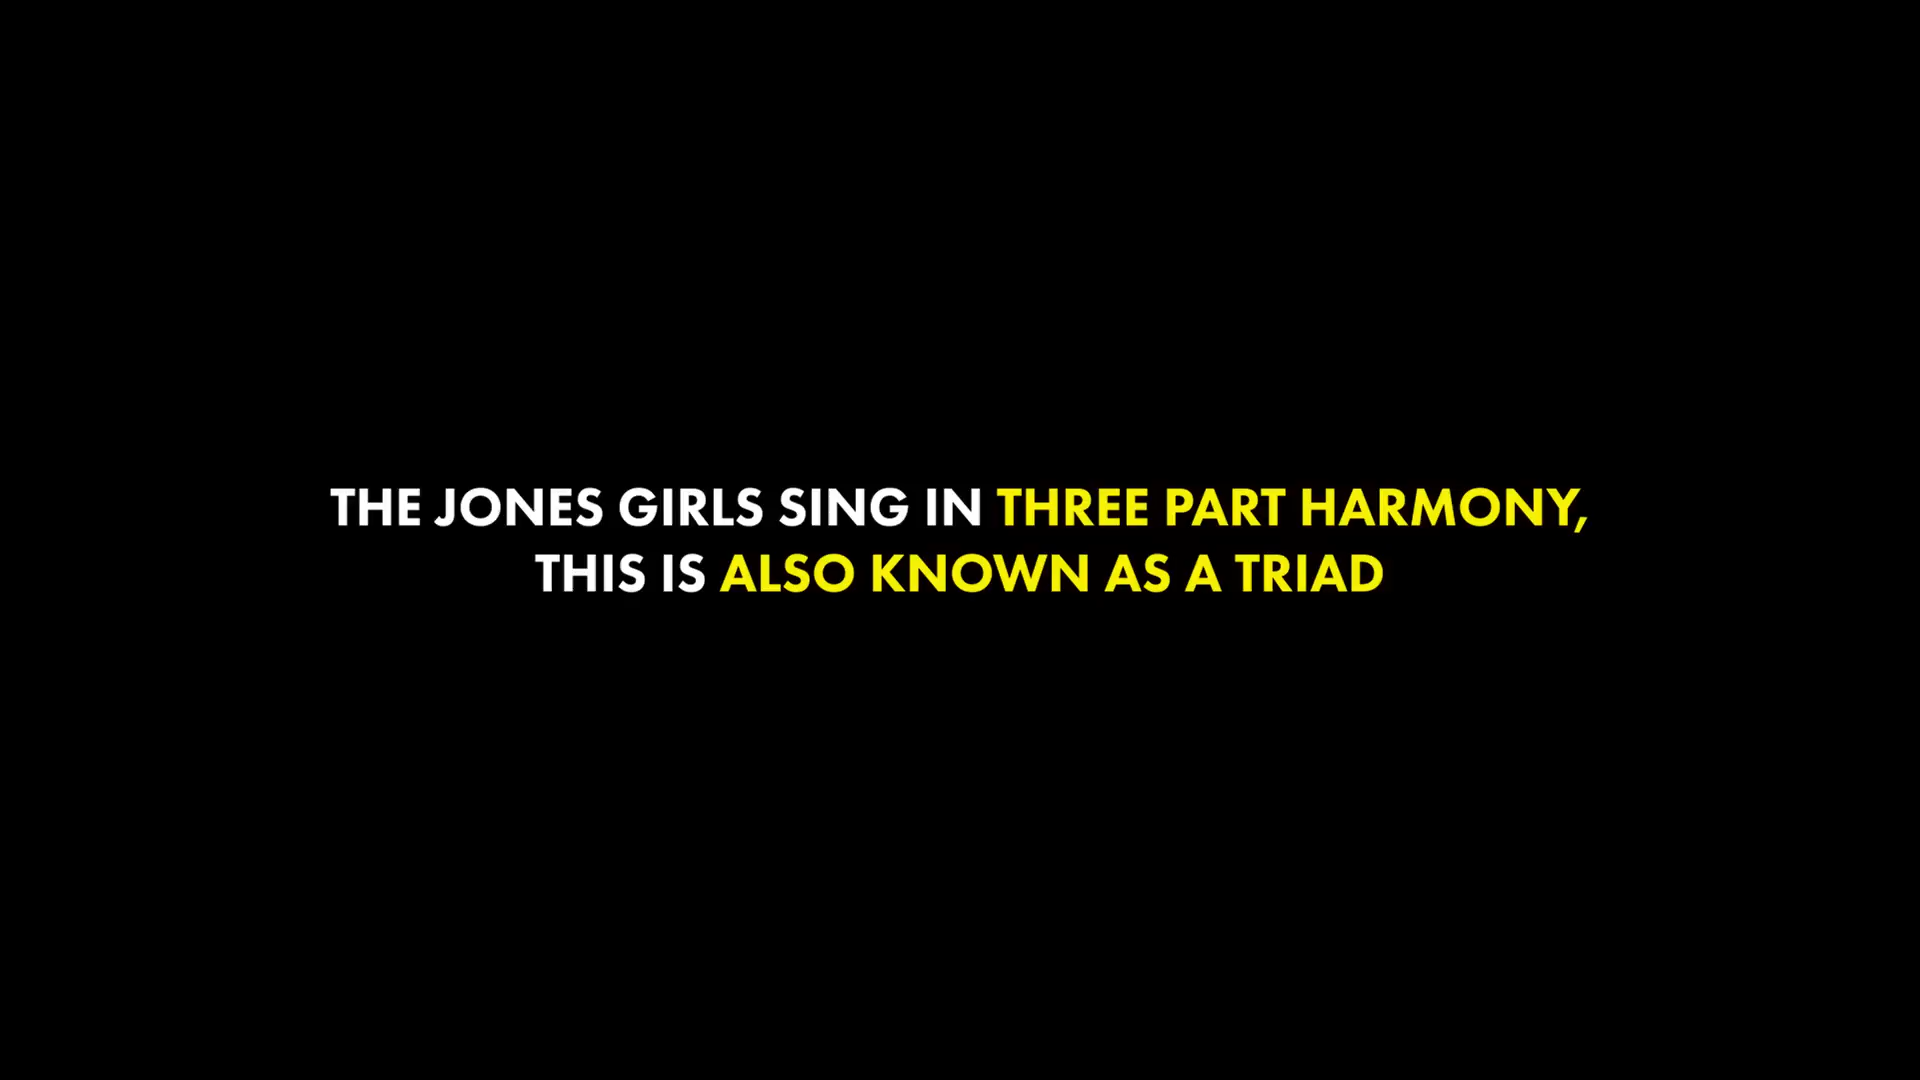 THE JONES GIRLS SING IN THREE PART HARMONY,
THIS IS ALSO KNOWN AS A TRIAD